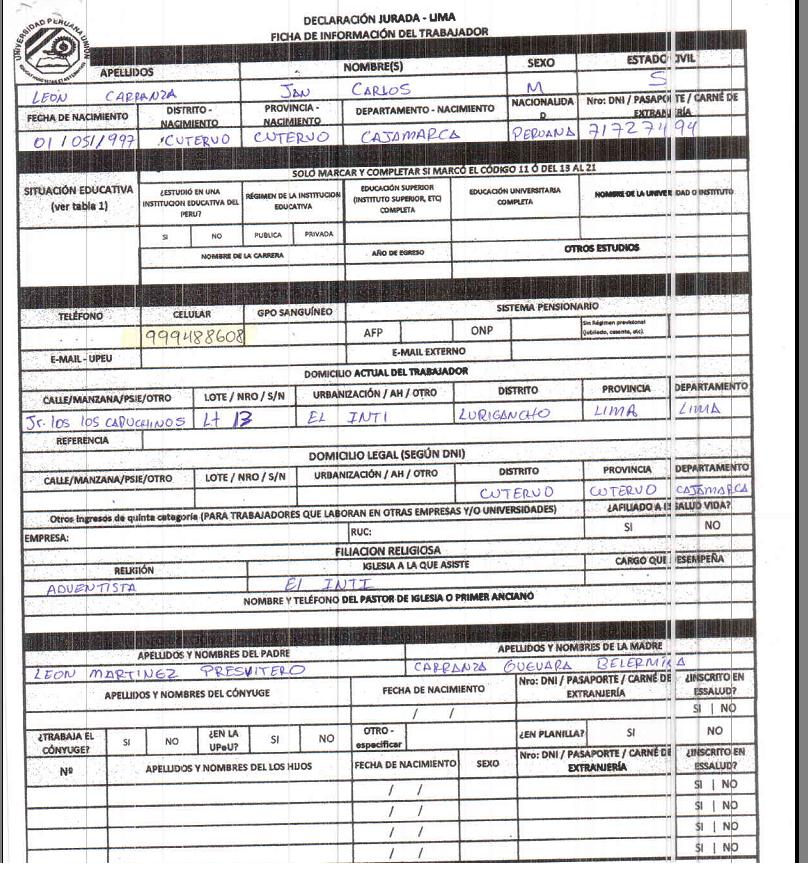 UNIVERSIDAD PERUANA UNION
DECLARACIÓN JURADA - LIMA
FICHA DE INFORMACIÓN DEL TRABAJADOR
APELLIDOS NOMBRE(S) SEXO ESTADO CIVIL
LEON CARRANZA JAN CARLOS M S
FECHA DE NACIMIENTO DISTRITO - NACIMIENTO PROVINCIA - NACIMIENTO DEPARTAMENTO - NACIMIENTO NACIONALIDAD Nro: DNI / PASAPORTE / CARNÉ DE EXTRANJERÍA
01/05/1997 CUTERVO CUTERVO CAJAMARCA PERUANA 71727494
SOLO MARCAR Y COMPLETAR SI MARCÓ EL CÓDIGO 11 Ó DEL 13 AL 21
SITUACIÓN EDUCATIVA (ver tabla 1) ¿ESTUDIÓ EN UNA INSTITUCION EDUCATIVA DEL PERU? RÉGIMEN DE LA INSTITUCION EDUCATIVA EDUCACIÓN SUPERIOR (INSTITUTO SUPERIOR, ETC) COMPLETA EDUCACIÓN UNIVERSITARIA COMPLETA NOMBRE DE LA UNIVERSIDAD O INSTITUTO
SI NO PUBLICA PRIVADA
NOMBRE DE LA CARRERA AÑO DE EGRESO OTROS ESTUDIOS
TELÉFONO CELULAR GPO SANGUÍNEO SISTEMA PENSIONARIO
999488608 AFP ONP Sin Régimen previsional (jubilado, cesante, etc).
E-MAIL - UPEU E-MAIL EXTERNO
DOMICILIO ACTUAL DEL TRABAJADOR
CALLE/MANZANA/PSJE/OTRO LOTE / NRO / S/N URBANIZACIÓN / AH / OTRO DISTRITO PROVINCIA DEPARTAMENTO
Jr. los los CAPUCHINOS Lt 13 EL INTI LURIGANCHO LIMA LIMA
REFERENCIA
DOMICILIO LEGAL (SEGÚN DNI)
CALLE/MANZANA/PSJE/OTRO LOTE / NRO / S/N URBANIZACIÓN / AH / OTRO DISTRITO PROVINCIA DEPARTAMENTO
CUTERVO CUTERVO CAJAMARCA
Otros ingresos de quinta categoría (PARA TRABAJADORES QUE LABORAN EN OTRAS EMPRESAS Y/O UNIVERSIDADES) ¿AFILIADO A ESSALUD VIDA?
EMPRESA: RUC: SI NO
FILIACION RELIGIOSA
RELIGIÓN IGLESIA A LA QUE ASISTE CARGO QUE DESEMPEÑA
ADVENTISTA El INTI
NOMBRE Y TELÉFONO DEL PASTOR DE IGLESIA O PRIMER ANCIANO
APELLIDOS Y NOMBRES DEL PADRE APELLIDOS Y NOMBRES DE LA MADRE
LEON MARTINEZ PRESVITERO CARRANZA GUEVARA BELERMINA
APELLIDOS Y NOMBRES DEL CÓNYUGE FECHA DE NACIMIENTO Nro: DNI / PASAPORTE / CARNÉ DE EXTRANJERÍA ¿INSCRITO EN ESSALUD?
/ / SI | NO
¿TRABAJA EL CÓNYUGE? SI NO ¿EN LA UPeU? SI NO OTRO - especificar ¿EN PLANILLA? SI NO
Nº APELLIDOS Y NOMBRES DEL LOS HIJOS FECHA DE NACIMIENTO SEXO Nro: DNI / PASAPORTE / CARNÉ DE EXTRANJERÍA ¿INSCRITO EN ESSALUD?
/ / SI | NO
/ / SI | NO
/ / SI | NO
/ / SI | NO